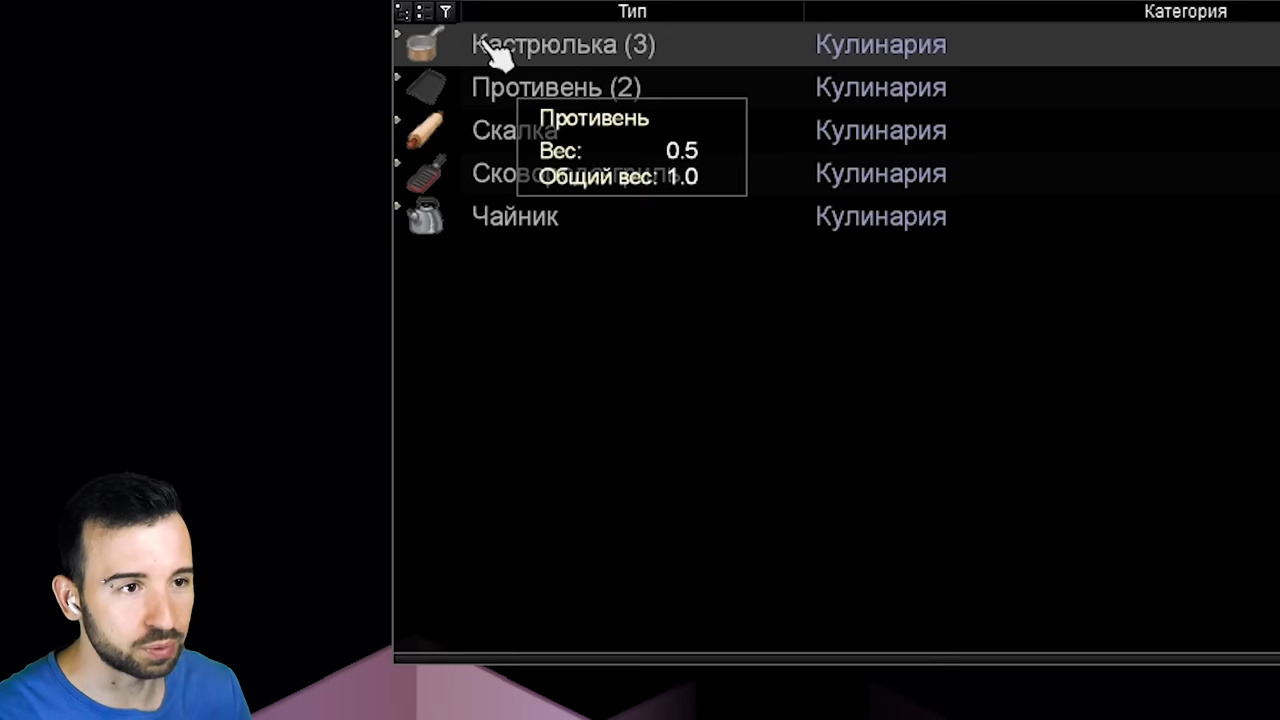 Тип Категория
Кастрюлька (3) Кулинария
Противень (2) Кулинария
Противень
Скалка Кулинария
Вес: 0.5
Кулинария
Общий вес: 1.0
Чайник Кулинария